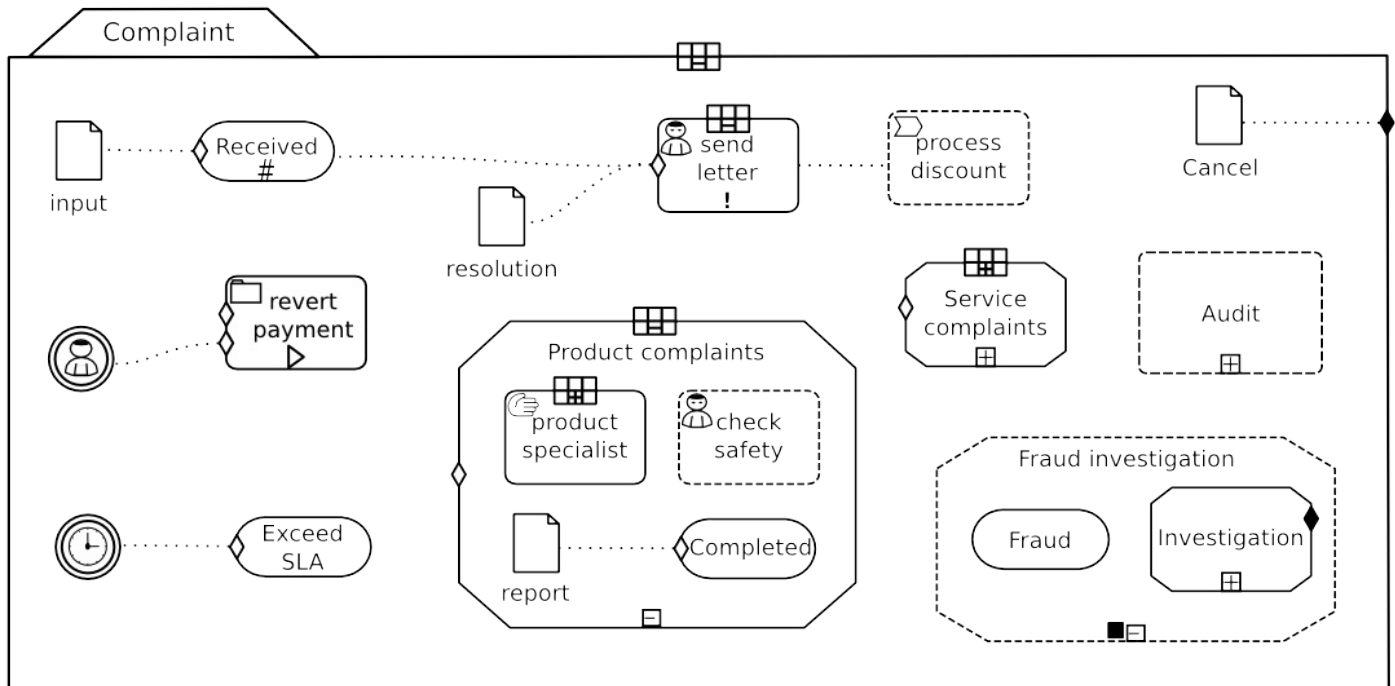 Complaint
input
Received
#
send
letter
!
process
discount
Cancel
resolution
revert
payment
Product complaints
product
specialist
check
safety
report
Completed
Service
complaints
Audit
Exceed
SLA
Fraud investigation
Fraud
Investigation